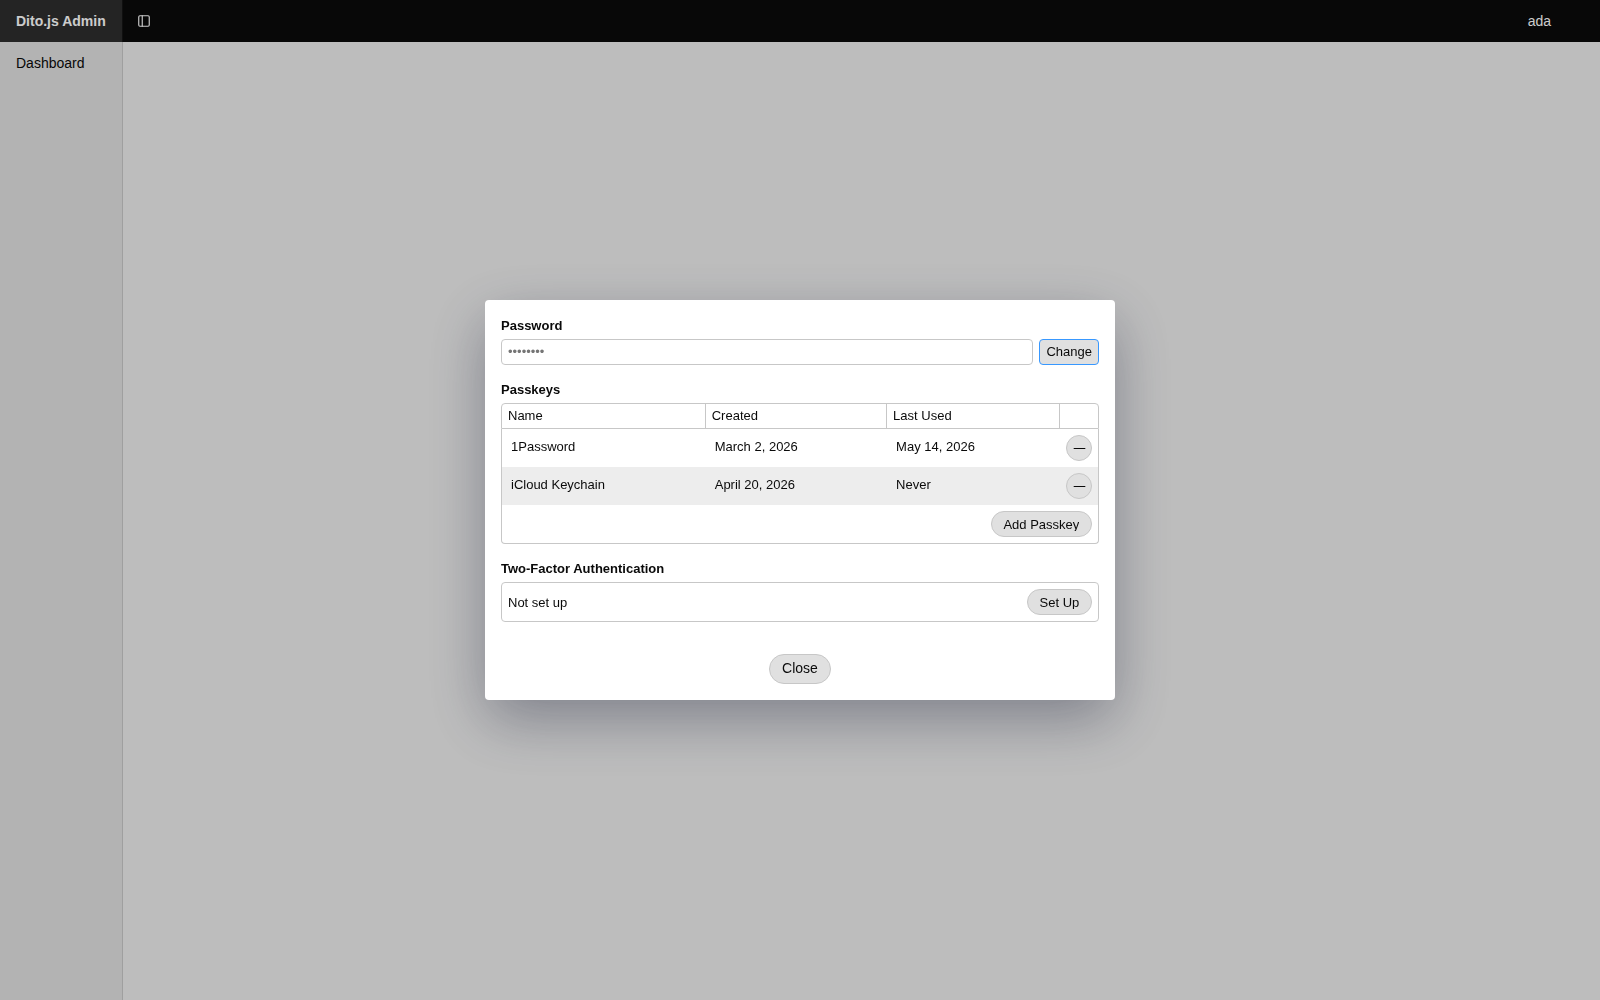 Dito.js Admin
ada
Dashboard
Password
••••••••
Change
Passkeys
Name Created Last Used
1Password March 2, 2026 May 14, 2026
iCloud Keychain April 20, 2026 Never
Add Passkey
Two-Factor Authentication
Not set up
Set Up
Close